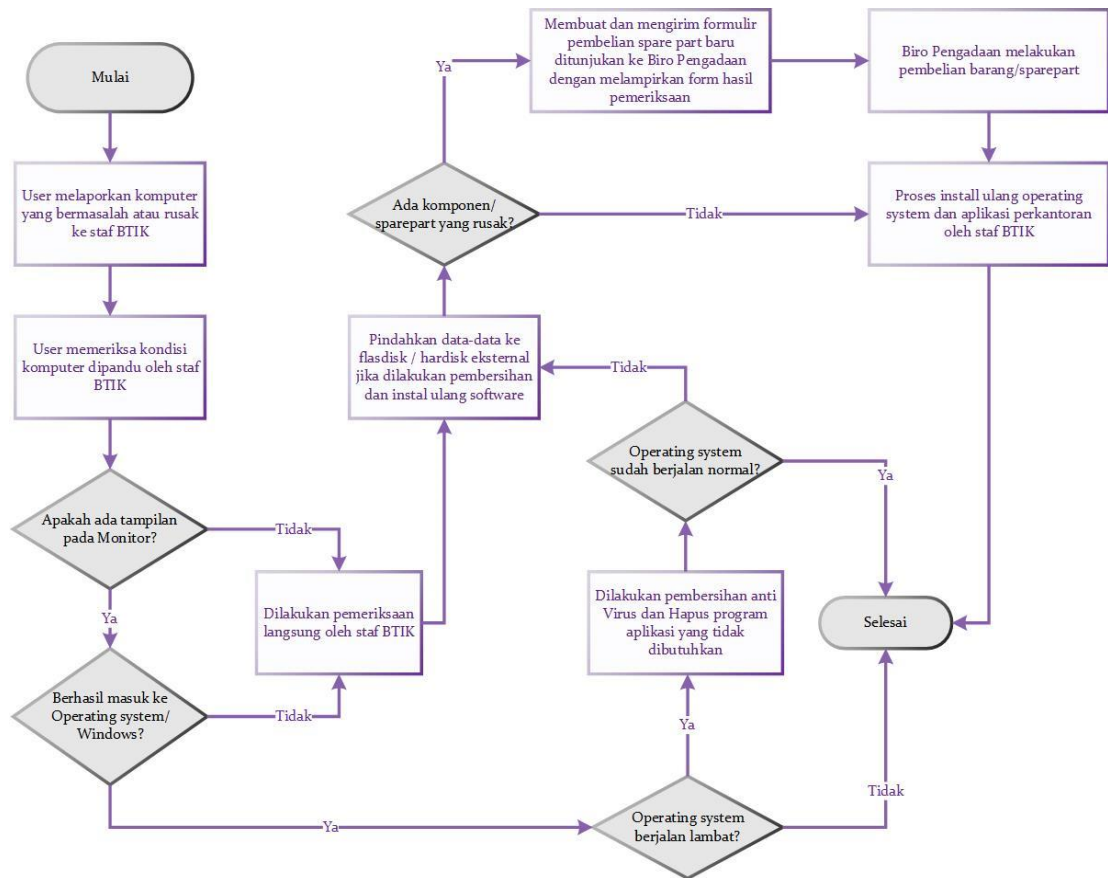 Mulai
User melaporkan komputer
yang bermasalah atau rusak
ke staf BTIK
User memeriksa kondisi
komputer dipandu oleh staf
BTIK
Apakah ada tampilan
pada Monitor?
Tidak
Ya
Berhasil masuk ke
Operating system/
Windows?
Tidak
Ya
Dilakukan pemeriksaan
langsung oleh staf BTIK
Pindahkan data-data ke
flasdisk / hardisk eksternal
jika dilakukan pembersihan
dan instal ulang software
Ada komponen/
sparepart yang rusak?
Ya
Tidak
Membuat dan mengirim formulir
pembelian spare part baru
ditunjukan ke Biro Pengadaan
dengan melampirkan form hasil
pemeriksaan
Biro Pengadaan melakukan
pembelian barang/sparepart
Proses install ulang operating
system dan aplikasi perkantoran
oleh staf BTIK
Operating system
sudah berjalan normal?
Tidak
Ya
Dilakukan pembersihan anti
Virus dan Hapus program
aplikasi yang tidak
dibutuhkan
Ya
Operating system
berjalan lambat?
Tidak
Selesai